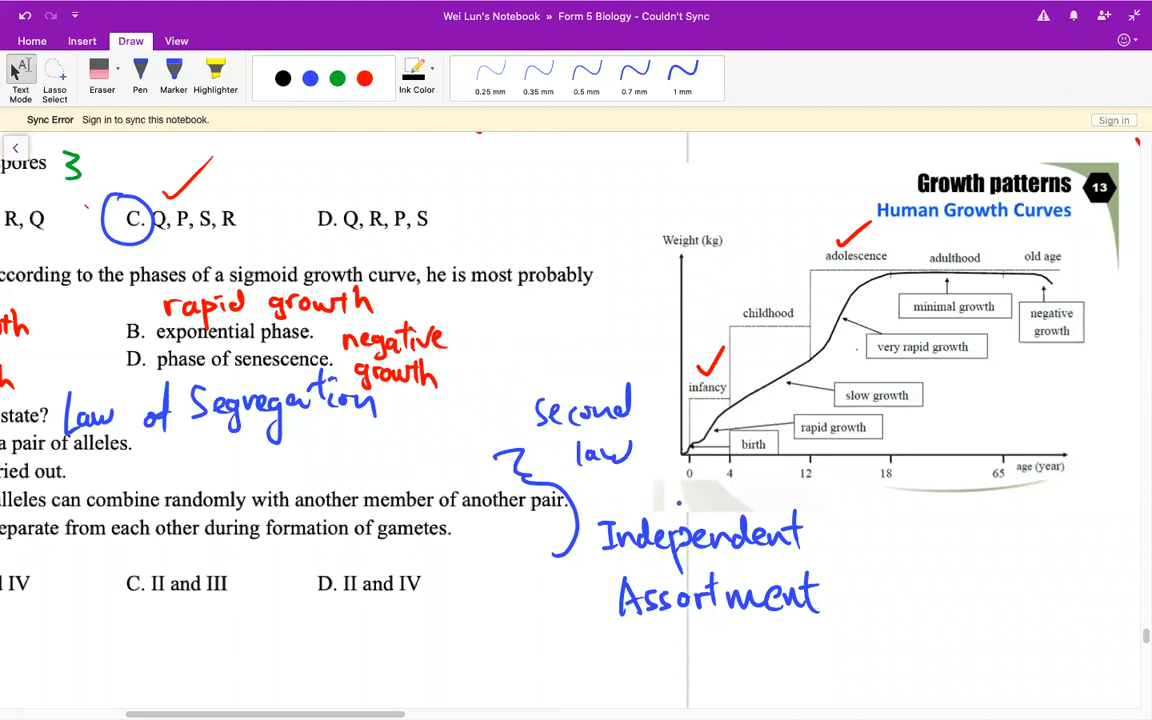 Wei Lun's Notebook » Form 5 Biology - Couldn't Sync
Home Insert Draw View
Text Mode
Lasso Select
Eraser
Pen
Marker
Highlighter
Ink Color
0.25 mm 0.35 mm 0.5 mm 0.7 mm 1 mm
Sync Error Sign in to sync this notebook. Sign in
pores 3
R, Q C. Q, P, S, R D. Q, R, P, S
ccording to the phases of a sigmoid growth curve, he is most probably
rapid growth
B. exponential phase.
negative growth
D. phase of senescence.
Law of Segregation
state?
a pair of alleles.
ried out.
alleles can combine randomly with another member of another pair.
eparate from each other during formation of gametes.
second law
Independent
Assortment
IV C. II and III D. II and IV
Growth patterns 13
Human Growth Curves
Weight (kg)
adolescence adulthood old age
childhood
minimal growth
negative growth
very rapid growth
infancy
slow growth
rapid growth
birth
0 4 12 18 65 age (year)